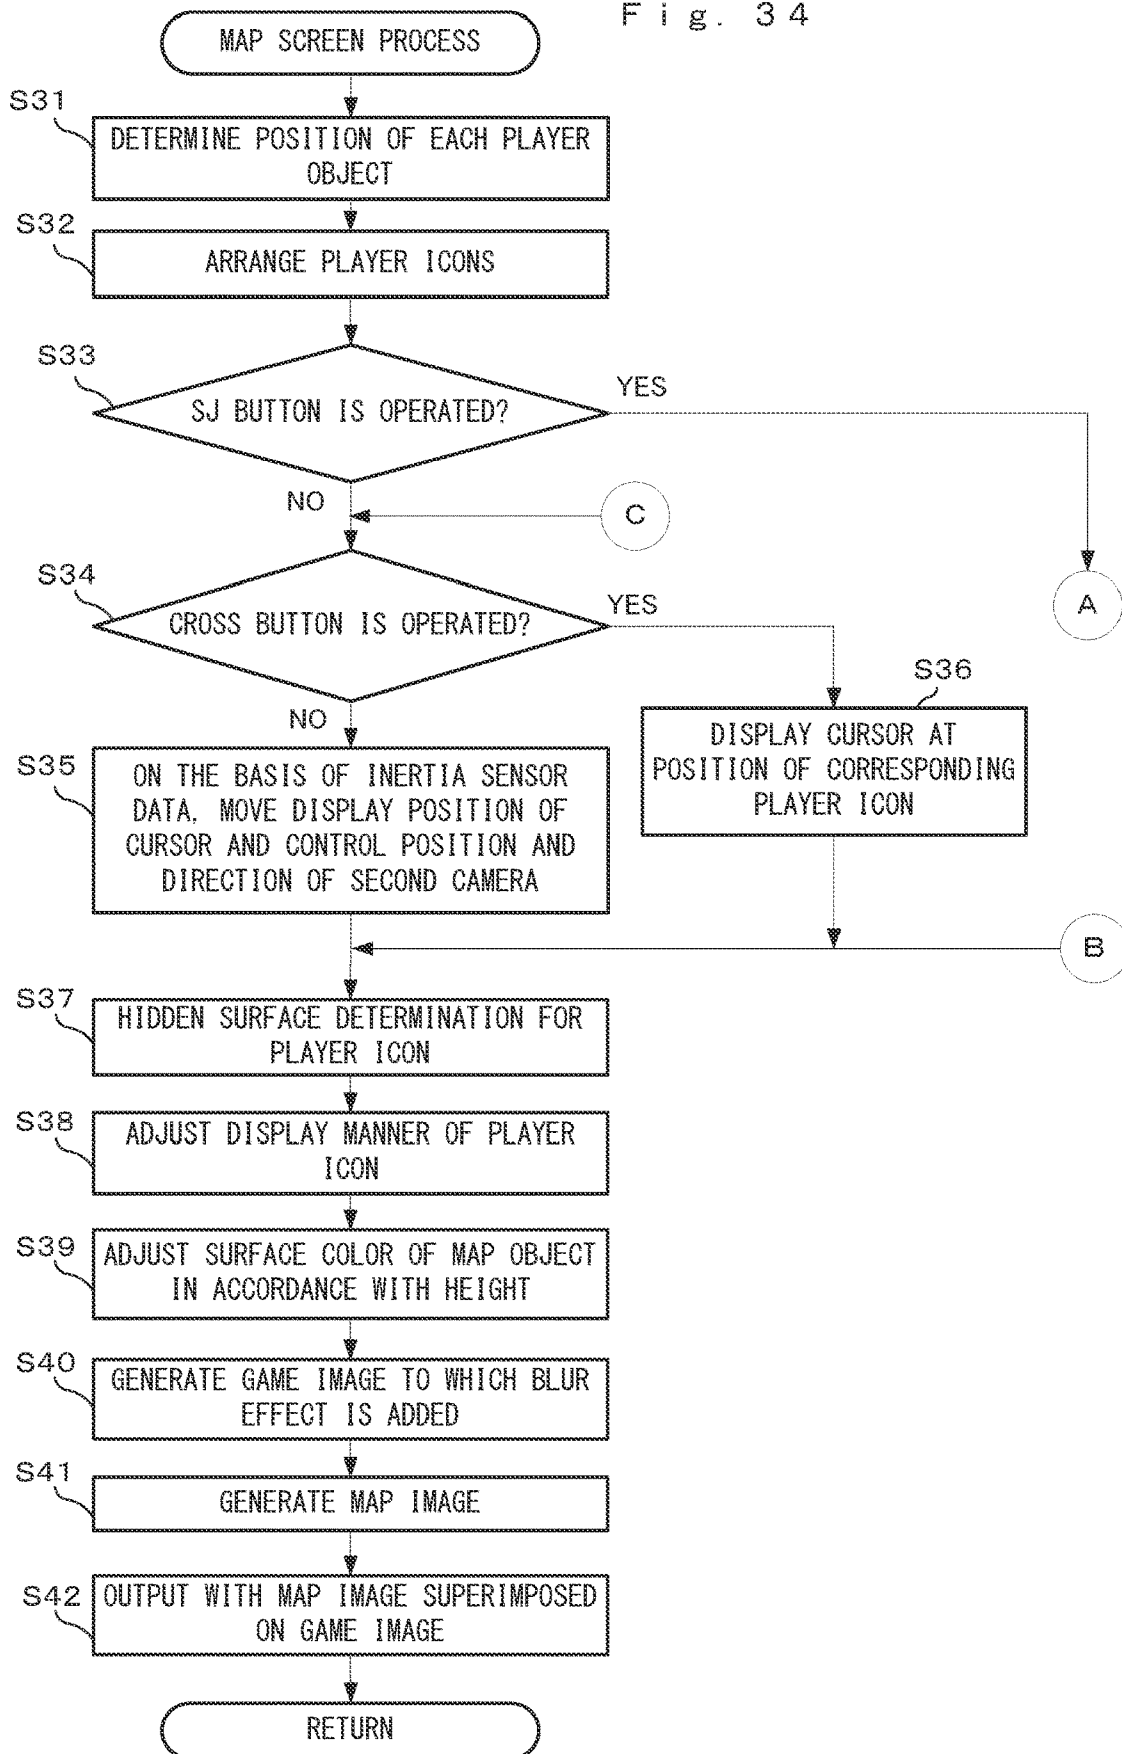 Fig. 34
MAP SCREEN PROCESS
S31
DETERMINE POSITION OF EACH PLAYER
OBJECT
S32
ARRANGE PLAYER ICONS
S33
SJ BUTTON IS OPERATED?
YES
NO
C
A
S34
CROSS BUTTON IS OPERATED?
YES
NO
S36
DISPLAY CURSOR AT
POSITION OF CORRESPONDING
PLAYER ICON
S35
ON THE BASIS OF INERTIA SENSOR
DATA, MOVE DISPLAY POSITION OF
CURSOR AND CONTROL POSITION AND
DIRECTION OF SECOND CAMERA
B
S37
HIDDEN SURFACE DETERMINATION FOR
PLAYER ICON
S38
ADJUST DISPLAY MANNER OF PLAYER
ICON
S39
ADJUST SURFACE COLOR OF MAP OBJECT
IN ACCORDANCE WITH HEIGHT
S40
GENERATE GAME IMAGE TO WHICH BLUR
EFFECT IS ADDED
S41
GENERATE MAP IMAGE
S42
OUTPUT WITH MAP IMAGE SUPERIMPOSED
ON GAME IMAGE
RETURN